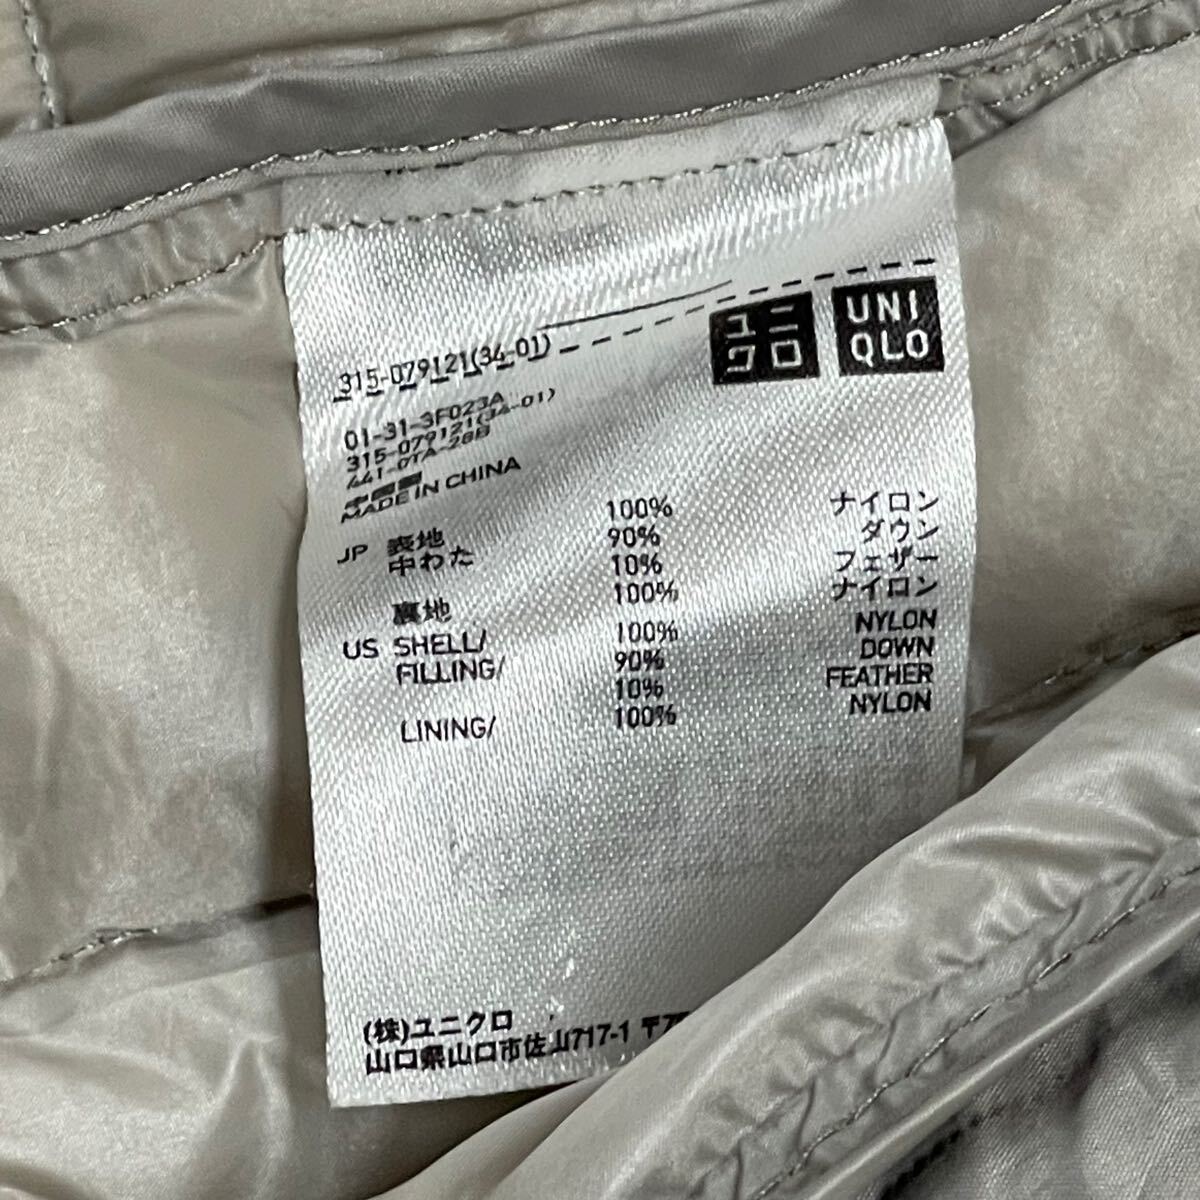 ユニクロ
UNIQLO
315-079121(34-01)
01-31-3F023A
315-079121(34-01)
441-0TA-28B
中国製
MADE IN CHINA
JP 表地 100% ナイロン
中わた 90% ダウン
10% フェザー
裏地 100% ナイロン
US SHELL/ 100% NYLON
FILLING/ 90% DOWN
10% FEATHER
LINING/ 100% NYLON
(株)ユニクロ
山口県山口市佐山717-1